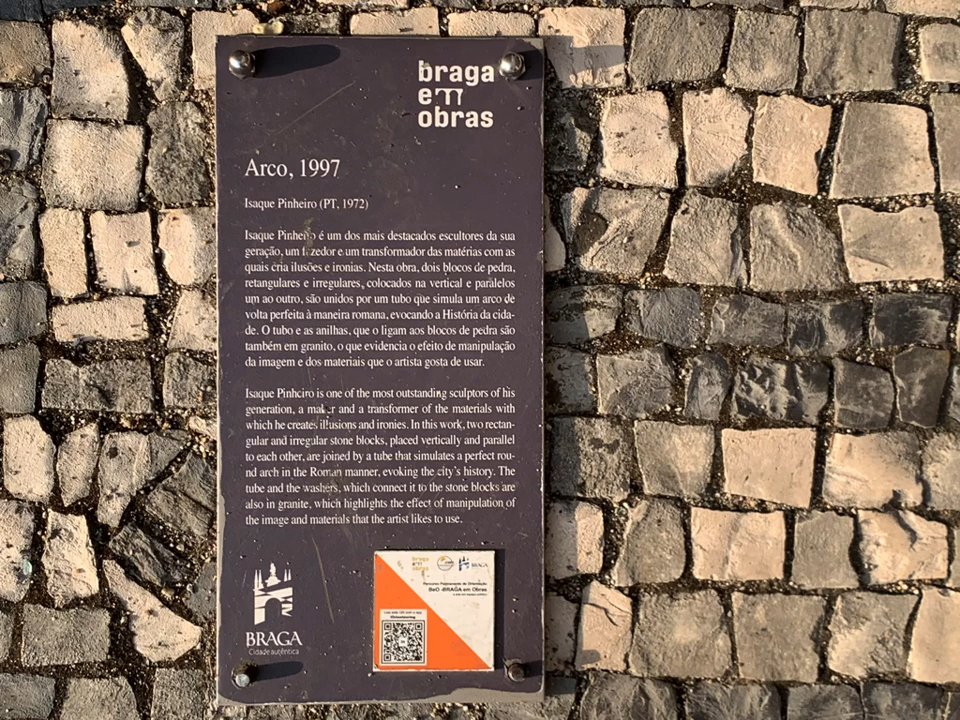 braga
em
obras
Arco, 1997
Isaque Pinheiro (PT, 1972)
Isaque Pinheiro é um dos mais destacados escultores da sua
geração, um fazedor e um transformador das matérias com as
quais cria ilusões e ironias. Nesta obra, dois blocos de pedra,
retangulares e irregulares, colocados na vertical e paralelos
um ao outro, são unidos por um tubo que simula um arco de
volta perfeita à maneira romana, evocando a História da cida-
de. O tubo e as anilhas, que o ligam aos blocos de pedra são
também em granito, o que evidencia o efeito de manipulação
da imagem e dos materiais que o artista gosta de usar.
Isaque Pinheiro is one of the most outstanding sculptors of his
generation, a maker and a transformer of the materials with
which he creates illusions and ironies. In this work, two rectan-
gular and irregular stone blocks, placed vertically and parallel
to each other, are joined by a tube that simulates a perfect rou-
nd arch in the Roman manner, evoking the city's history. The
tube and the washers, which connect it to the stone blocks are
also in granite, which highlights the effect of manipulation of
the image and materials that the artist likes to use.
BRAGA
Cidade autêntica
braga
em
obras
BRAGA
Percurso Permanente de Orientação
BeO -BRAGA em Obras